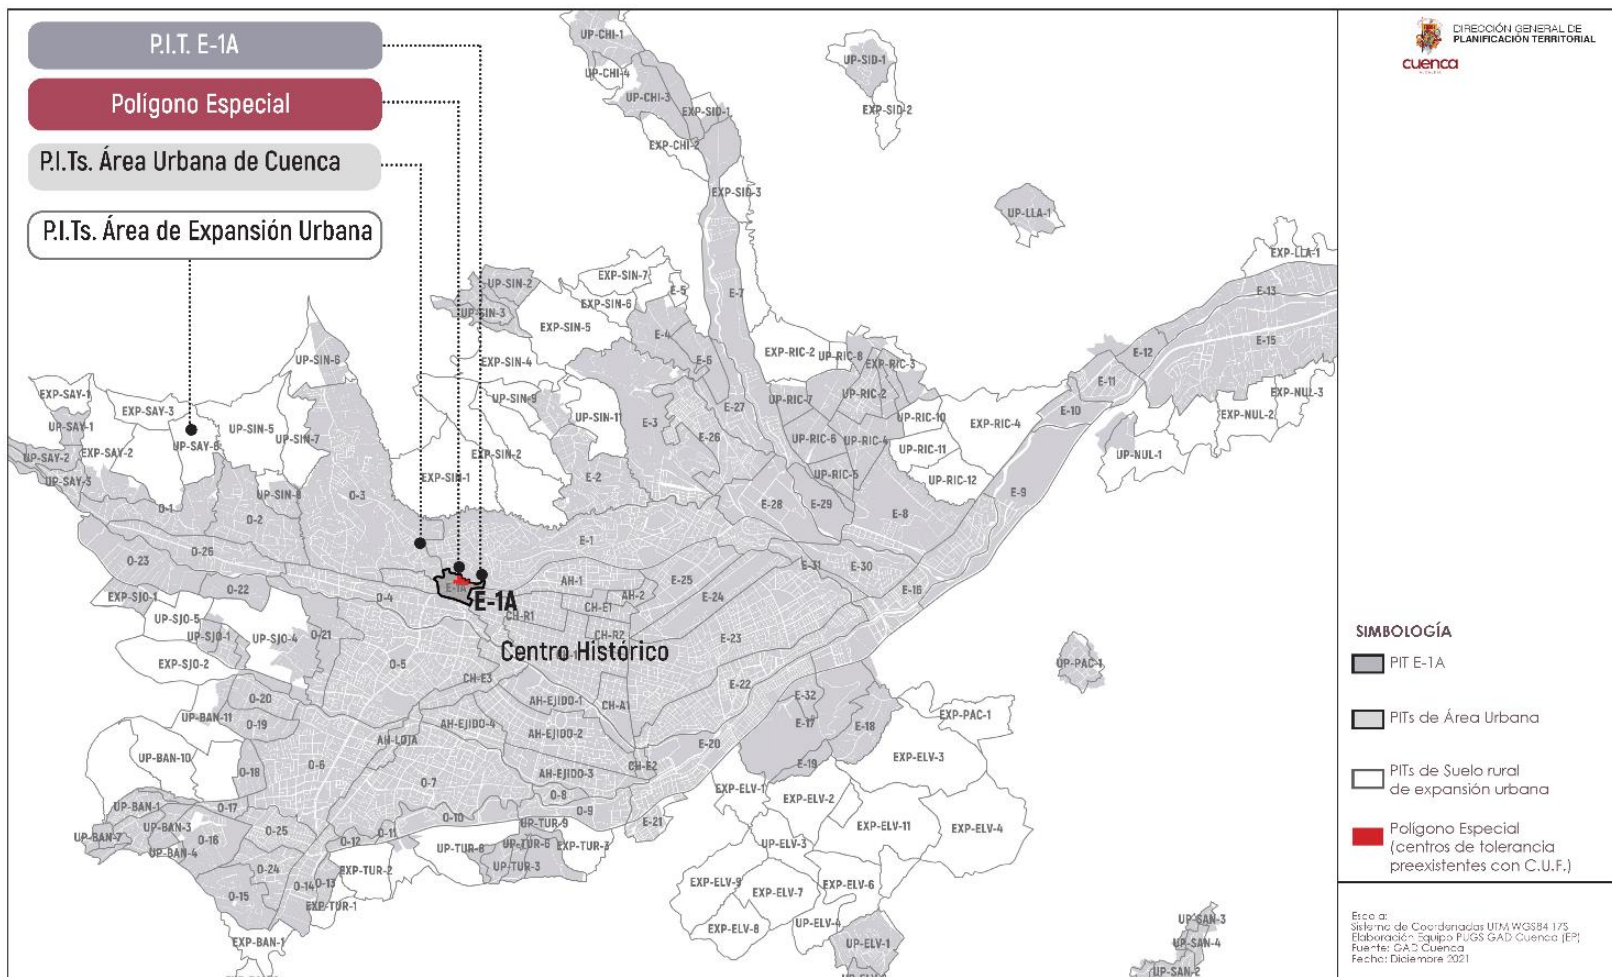 P.I.T. E-1A
Polígono Especial
P.I.Ts. Área Urbana de Cuenca
P.I.Ts. Área de Expansión Urbana
UP-CHI-1
UP-CHI-4
UP-CHI-3
EXP-SID-1
EXP-CHI-2
EXP-SID-3
UP-SID-1
EXP-SID-2
UP-LLA-1
EXP-LLA-1
E-13
E-15
E-12
E-11
E-10
E-9
EXP-NUL-3
EXP-NUL-2
UP-NUL-1
UP-SIN-2
UP-SIN-3
EXP-SIN-7
EXP-SIN-6
EXP-SIN-5
EXP-SIN-4
E-5
E-7
E-4
E-6
E-27
E-3
E-26
EXP-RIC-2
UP-RIC-8
EXP-RIC-3
UP-RIC-7
UP-RIC-2
UP-RIC-10
EXP-RIC-4
UP-RIC-6
UP-RIC-4
UP-RIC-11
UP-RIC-5
UP-RIC-12
UP-SIN-6
EXP-SAY-1
EXP-SAY-3
UP-SAY-1
EXP-SAY-2
UP-SAY-6
UP-SIN-5
UP-SIN-7
UP-SAY-2
UP-SAY-3
UP-SIN-8
UP-SIN-9
UP-SIN-11
EXP-SIN-2
EXP-SIN-1
E-2
O-3
O-1
O-2
O-26
O-23
O-22
O-4
E-1
E-28
E-29
E-8
E-31
E-30
E-16
E-25
E-24
E-23
E-22
AH-1
AH-2
CH-E1
CH-R1
CH-R2
E-1A
E-1A
Centro Histórico
EXP-SJO-1
UP-SJO-5
UP-SJO-1
UP-SJO-4
EXP-SJO-2
O-21
O-5
CH-E3
O-20
UP-BAN-11
O-19
UP-BAN-10
O-18
O-6
AH-LOJA
AH-EJIDO-4
AH-EJIDO-1
AH-EJIDO-2
AH-EJIDO-3
CH-A1
CH-E2
E-20
E-32
E-17
E-18
E-19
E-21
O-7
O-8
O-9
O-10
O-11
O-12
O-17
UP-BAN-1
UP-BAN-3
UP-BAN-7
UP-BAN-4
O-16
O-25
O-24
O-15
O-14
O-13
EXP-TUR-2
EXP-TUR-1
EXP-BAN-1
UP-TUR-9
UP-TUR-8
UP-TUR-6
UP-TUR-3
EXP-TUR-3
UP-PAC-1
EXP-PAC-1
EXP-ELV-3
EXP-ELV-1
EXP-ELV-2
EXP-ELV-11
EXP-ELV-4
UP-ELV-3
EXP-ELV-9
EXP-ELV-7
EXP-ELV-6
EXP-ELV-8
UP-ELV-4
UP-ELV-1
UP-SAN-3
UP-SAN-4
UP-SAN-2
DIRECCIÓN GENERAL DE
PLANIFICACIÓN TERRITORIAL
cuenca
SIMBOLOGÍA
PIT E-1A
PITs de Área Urbana
PITs de Suelo rural
de expansión urbana
Polígono Especial
(centros de tolerancia
preexistentes con C.U.F.)
Escala:
Sistema de Coordenadas UTM WGS84 17S
Elaboración Equipo PUGS GAD Cuenca (EP)
Fuente: GAD Cuenca
Fecha: Diciembre 2021